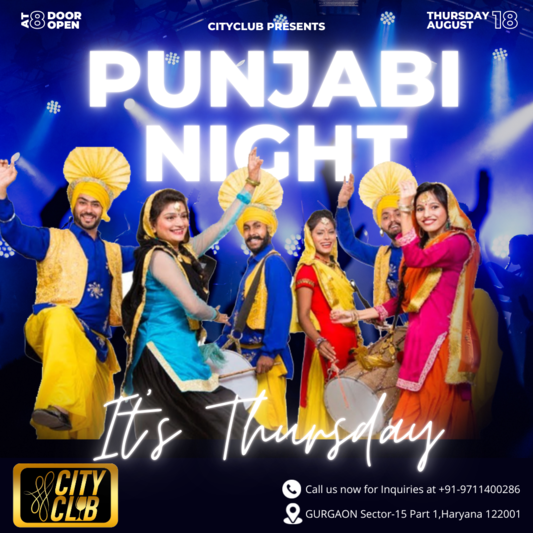 AT 8 DOOR OPEN
CITYCLUB PRESENTS
THURSDAY AUGUST 18
PUNJABI
NIGHT
It's Thursday
CITY
CLUB
Call us now for Inquiries at +91-9711400286
GURGAON Sector-15 Part 1,Haryana 122001